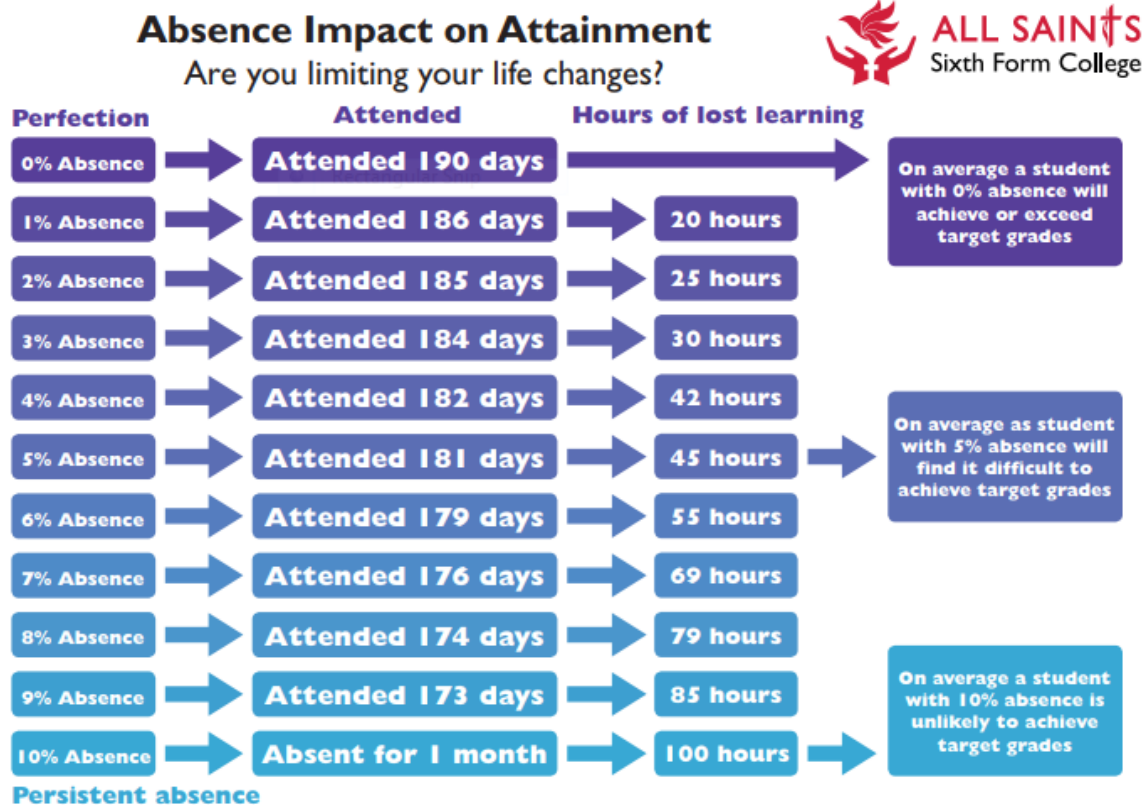 Absence Impact on Attainment
Are you limiting your life changes?
ALL SAINTS
Sixth Form College
Perfection
Attended
Hours of lost learning
0% Absence
Attended 190 days
Rectangular Snip
On average a student
with 0% absence will
achieve or exceed
target grades
1% Absence
Attended 186 days
20 hours
2% Absence
Attended 185 days
25 hours
3% Absence
Attended 184 days
30 hours
4% Absence
Attended 182 days
42 hours
On average as student
with 5% absence will
find it difficult to
achieve target grades
5% Absence
Attended 181 days
45 hours
6% Absence
Attended 179 days
55 hours
7% Absence
Attended 176 days
69 hours
8% Absence
Attended 174 days
79 hours
9% Absence
Attended 173 days
85 hours
On average a student
with 10% absence is
unlikely to achieve
target grades
10% Absence
Absent for 1 month
100 hours
Persistent absence